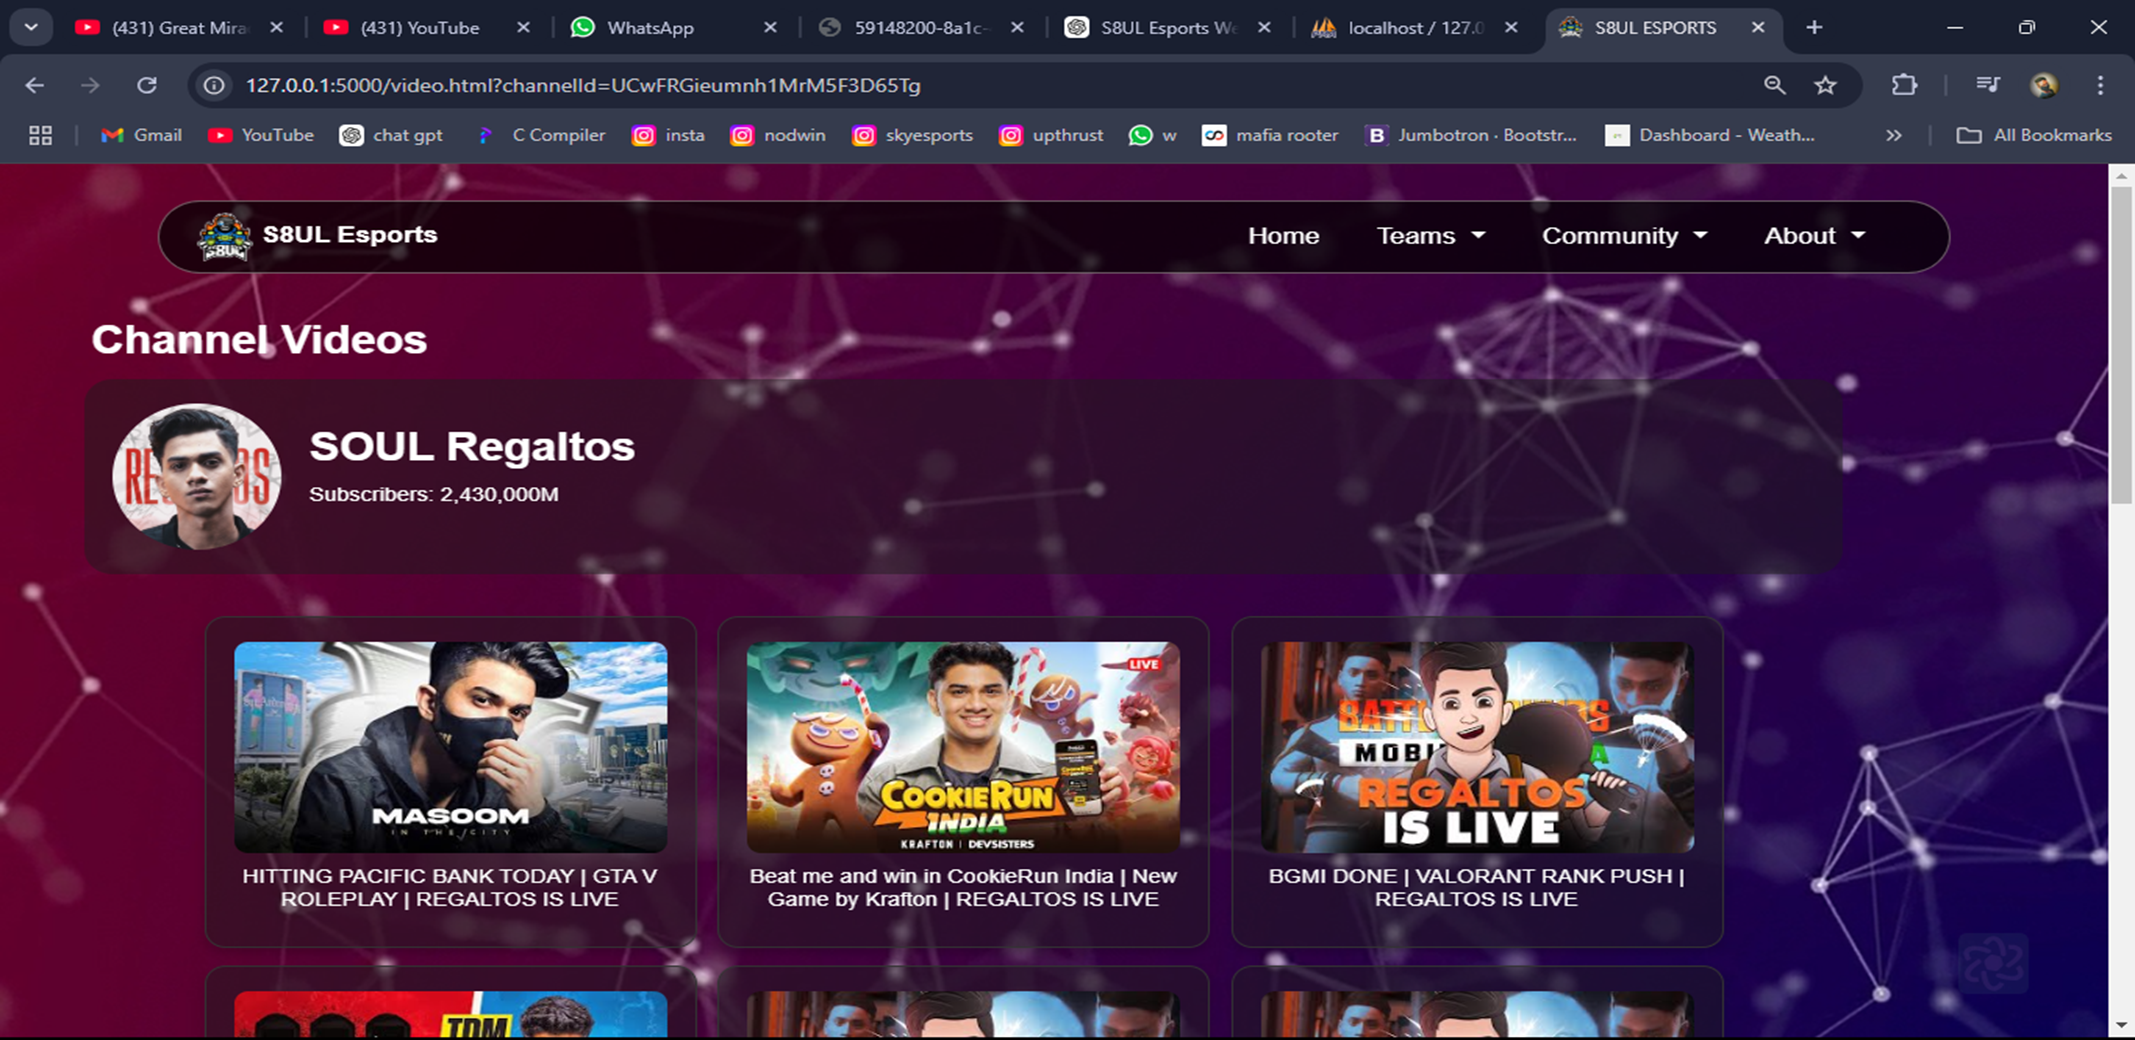 (431) Great Mira
(431) YouTube
WhatsApp
59148200-8a1c-
S8UL Esports We
localhost / 127.0
S8UL ESPORTS
127.0.0.1:5000/video.html?channelId=UCwFRGieumnh1MrM5F3D65Tg
Gmail
YouTube
chat gpt
C Compiler
insta
nodwin
skyesports
upthrust
w
mafia rooter
B
Jumbotron · Bootstr...
Dashboard - Weath...
All Bookmarks
S8UL
S8UL Esports
Home
Teams
Community
About
Channel Videos
SOUL Regaltos
Subscribers: 2,430,000M
MASOOM
IN THE CITY
HITTING PACIFIC BANK TODAY | GTA V
ROLEPLAY | REGALTOS IS LIVE
LIVE
COOKIERUN
INDIA
KRAFTON | DEVSISTERS
Beat me and win in CookieRun India | New
Game by Krafton | REGALTOS IS LIVE
REGALTOS
IS LIVE
BGMI DONE | VALORANT RANK PUSH |
REGALTOS IS LIVE
TDM